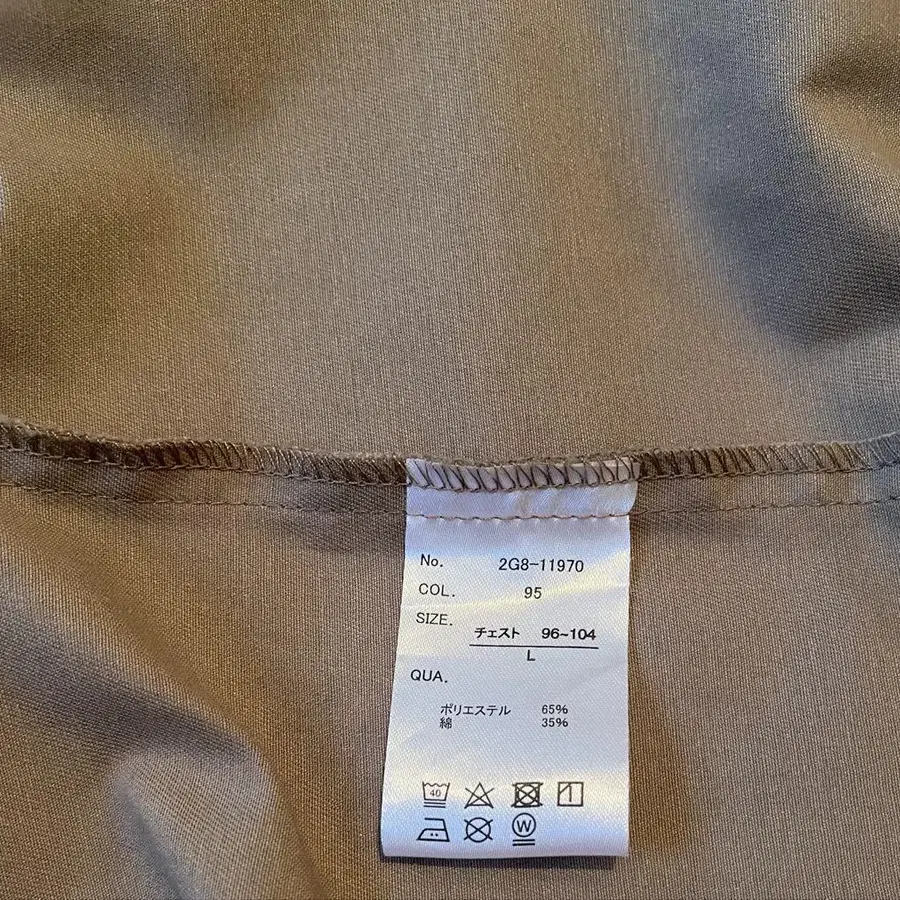 No. 2G8-11970
COL. 95
SIZE.
チェスト 96~104
L
QUA.
ポリエステル 65%
綿 35%
40
W